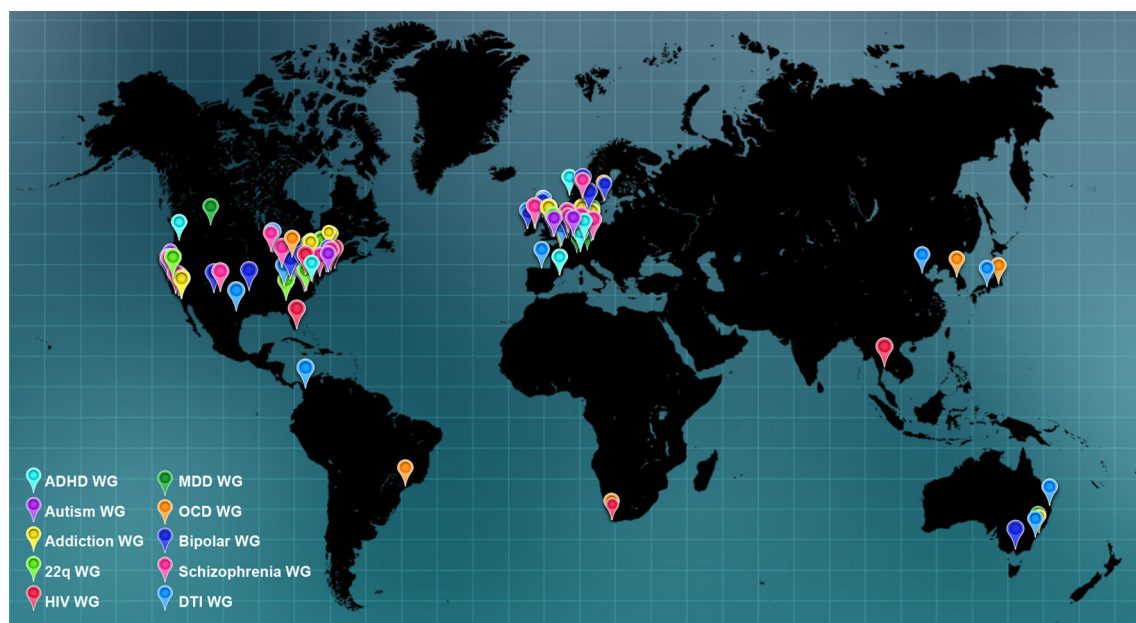 ADHD WG
Autism WG
Addiction WG
22q WG
HIV WG
MDD WG
OCD WG
Bipolar WG
Schizophrenia WG
DTI WG